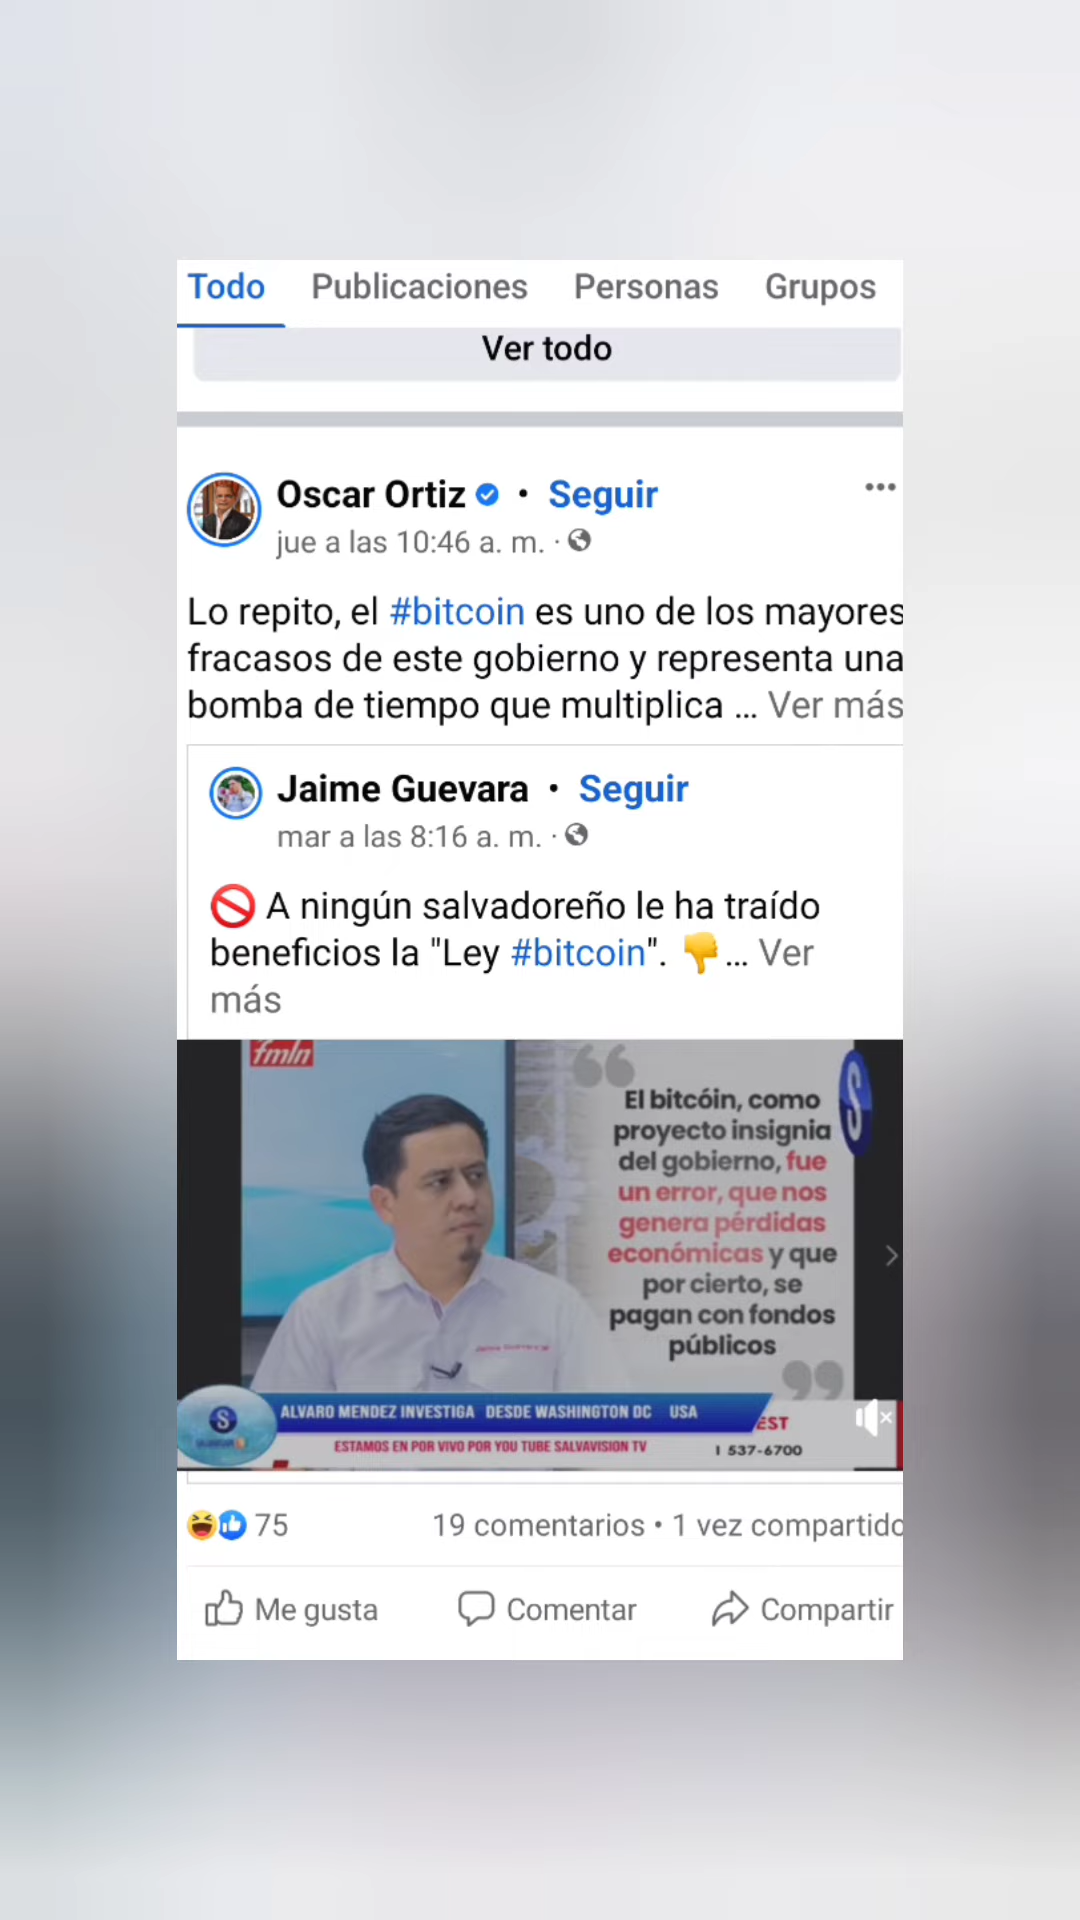 Todo Publicaciones Personas Grupos
Ver todo
Oscar Ortiz • Seguir
jue a las 10:46 a. m. ·
Lo repito, el #bitcoin es uno de los mayores
fracasos de este gobierno y representa una
bomba de tiempo que multiplica ... Ver más
Jaime Guevara • Seguir
mar a las 8:16 a. m. ·
🚫 A ningún salvadoreño le ha traído
beneficios la "Ley #bitcoin". 👎... Ver
más
fmln
“
El bitcóin, como
proyecto insignia
del gobierno, fue
un error, que nos
genera pérdidas
económicas y que
por cierto, se
pagan con fondos
públicos
”
S
S
ALVARO MENDEZ INVESTIGA DESDE WASHINGTON DC USA
EST
ESTAMOS EN POR VIVO POR YOU TUBE SALVAVISION TV
1 537-6700
75 19 comentarios • 1 vez compartido
Me gusta Comentar Compartir